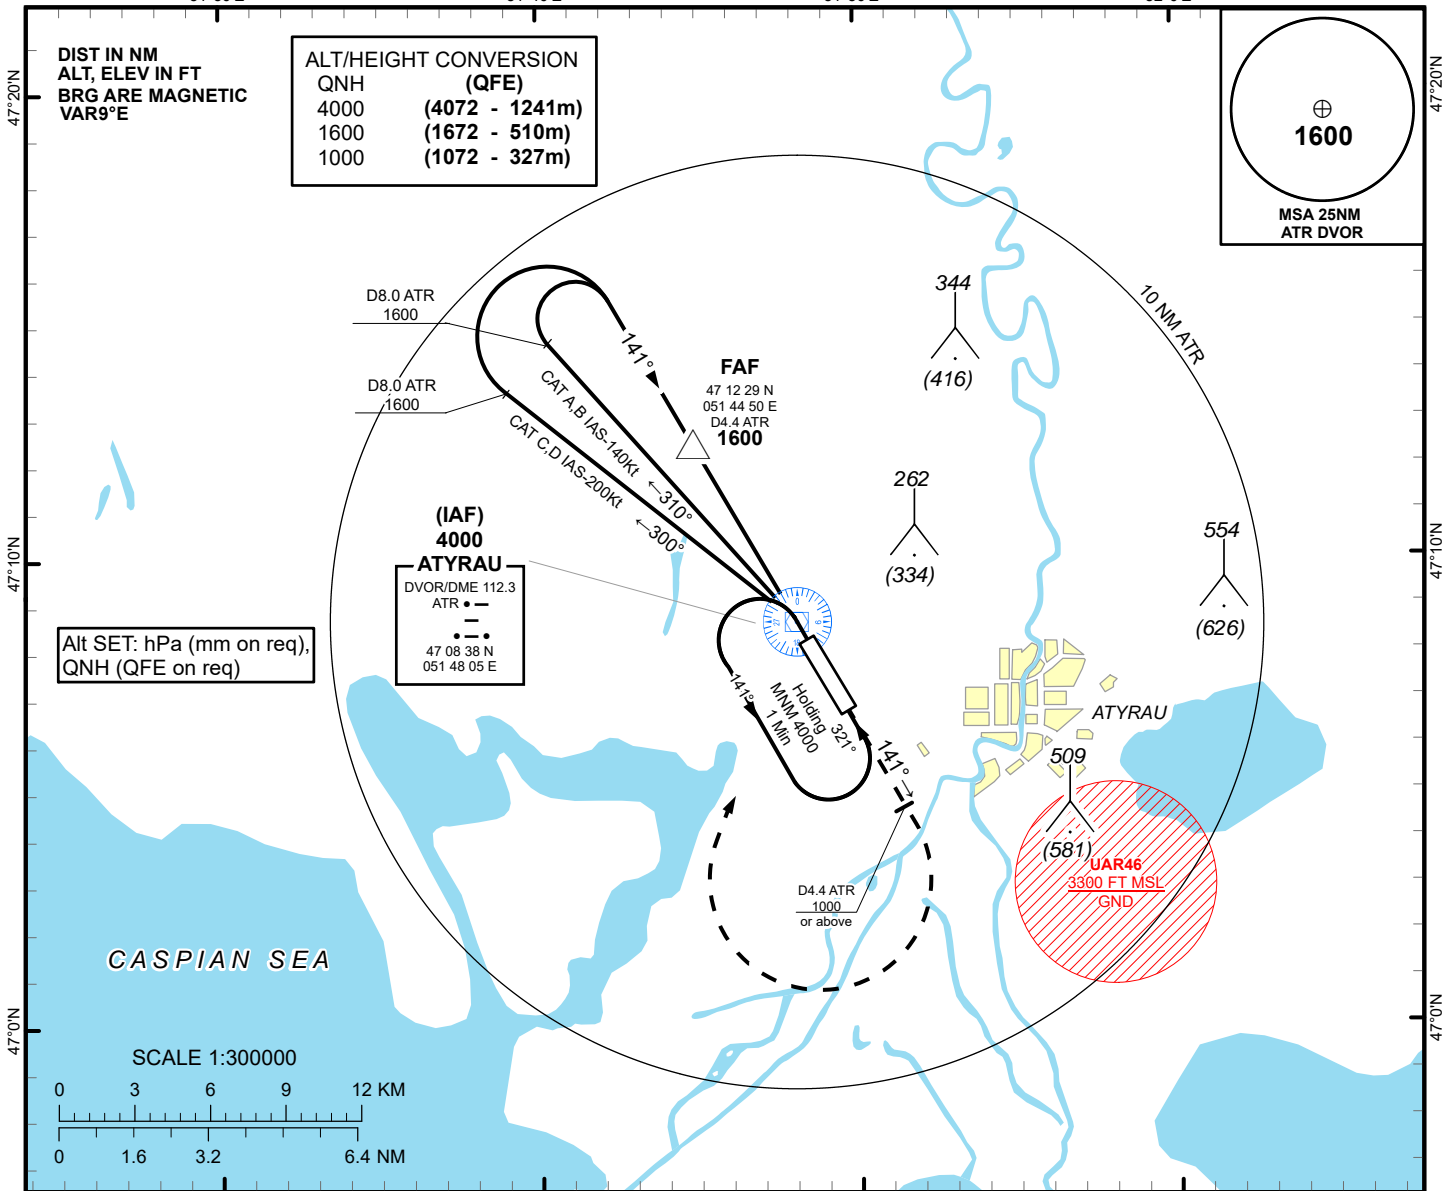 DIST IN NM
ALT, ELEV IN FT
BRG ARE MAGNETIC
VAR9°E
ALT/HEIGHT CONVERSION
QNH (QFE)
4000 (4072 - 1241m)
1600 (1672 - 510m)
1000 (1072 - 327m)
1600
MSA 25NM
ATR DVOR
47°20'N
47°20'N
10 NM ATR
344
(416)
D8.0 ATR
1600
D8.0 ATR
1600
141°
FAF
47 12 29 N
051 44 50 E
D4.4 ATR
1600
CAT A,B IAS-140Kt ←310°
CAT C,D IAS-200Kt ←300°
262
(334)
554
(626)
(IAF)
4000
ATYRAU
DVOR/DME 112.3
ATR
47 08 38 N
051 48 05 E
47°10'N
47°10'N
0
9
18
27
Alt SET: hPa (mm on req),
QNH (QFE on req)
141°
Holding
MNM 4000
1 Min
321°
141°→
ATYRAU
509
(581)
UAR46
3300 FT MSL
GND
D4.4 ATR
1000
or above
CASPIAN SEA
47°0'N
47°0'N
SCALE 1:300000
0 3 6 9 12 KM
0 1.6 3.2 6.4 NM